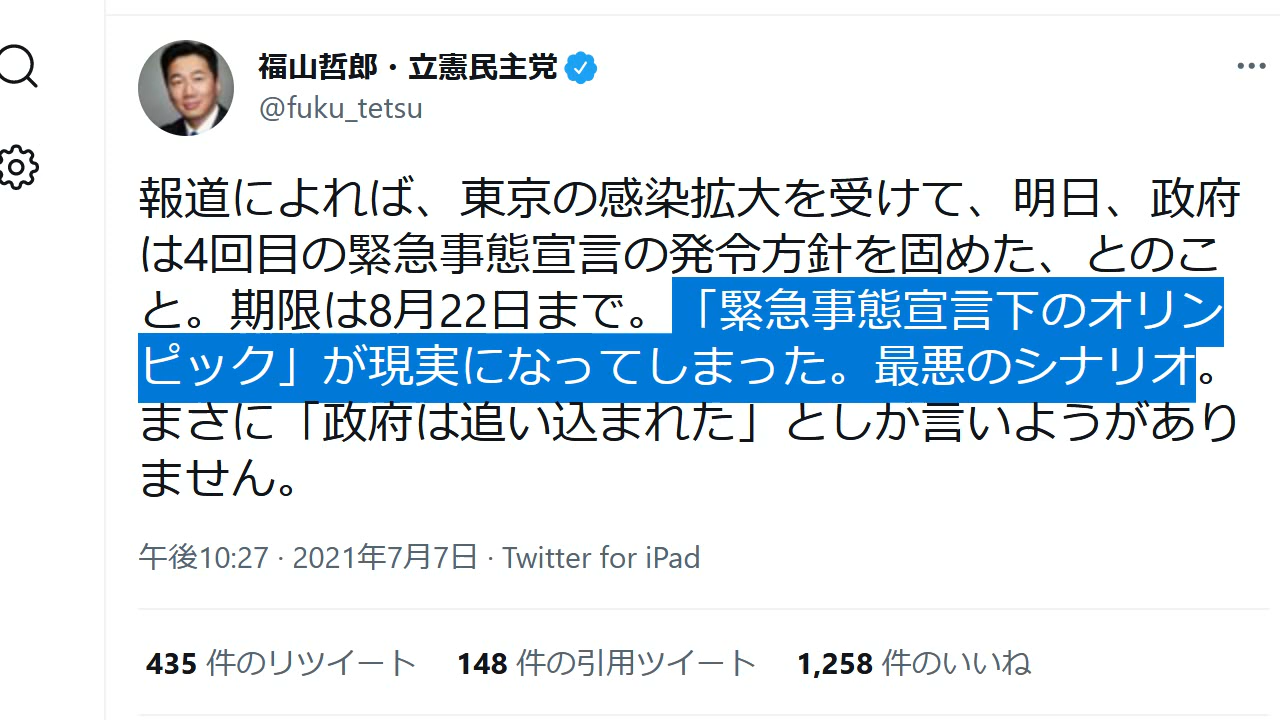 福山哲郎・立憲民主党
@fuku_tetsu
報道によれば、東京の感染拡大を受けて、明日、政府
は4回目の緊急事態宣言の発令方針を固めた、とのこ
と。期限は8月22日まで。「緊急事態宣言下のオリン
ピック」が現実になってしまった。最悪のシナリオ。
まさに「政府は追い込まれた」としか言いようがあり
ません。
午後10:27 · 2021年7月7日 · Twitter for iPad
435 件のリツイート 148 件の引用ツイート 1,258 件のいいね